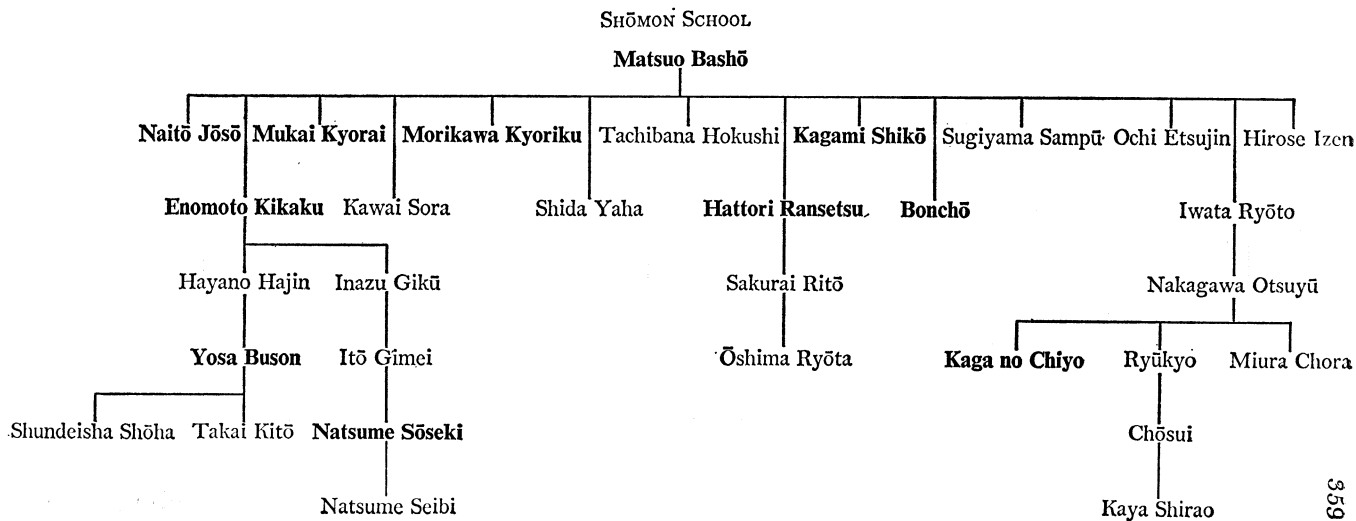 SHŌMON SCHOOL
Matsuo Bashō
Naitō Jōsō Mukai Kyorai Morikawa Kyoriku Tachibana Hokushi Kagami Shikō Sugiyama Sampū Ochi Etsujin Hirose Izen
Enomoto Kikaku Kawai Sora Shida Yaha Hattori Ransetsu Bonchō Iwata Ryōto
Hayano Hajin Inazu Gikū Sakurai Ritō Nakagawa Otsuyū
Yosa Buson Itō Gimei Ōshima Ryōta Kaga no Chiyo Ryūkyo Miura Chora
Shundeisha Shōha Takai Kitō Natsume Sōseki Chōsui
Natsume Seibi Kaya Shirao
359